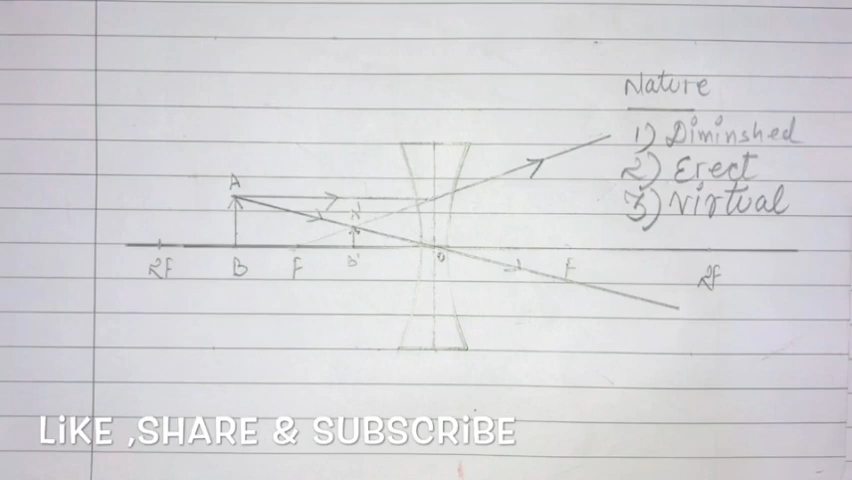 Nature
1) Diminshed
2) Erect
3) Virtual
A
A'
2F B F B' O F 2F
LiKE ,SHARE & SUBSCRiBE